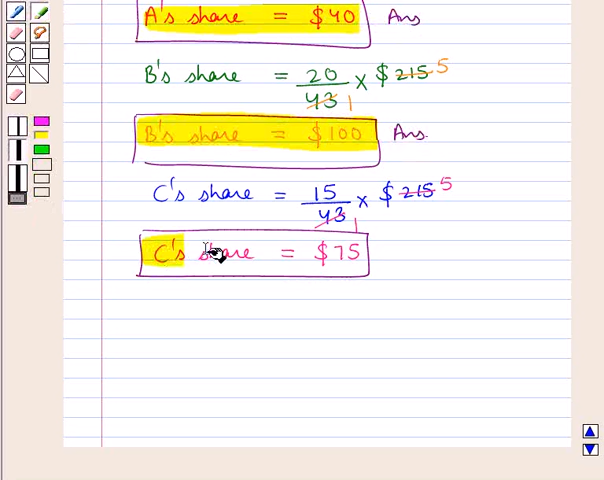 A's share = $40 Ans
B's share = 20/43 x $215 5
1
B's share = $100 Ans.
C's share = 15/43 x $215 5
1
C's share = $75